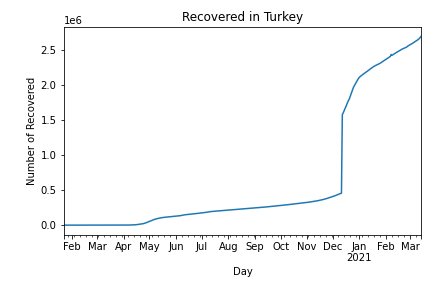 Recovered in Turkey
1e6
2.5
2.0
1.5
1.0
0.5
0.0
Number of Recovered
Feb Mar Apr May Jun Jul Aug Sep Oct Nov Dec Jan Feb Mar
2021
Day